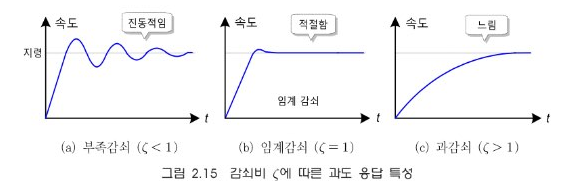 속도 진동적임 속도 적절함 속도 느림
지령
임계 감쇠
t t t
(a) 부족감쇠 (ζ < 1) (b) 임계감쇠 (ζ = 1) (c) 과감쇠 (ζ > 1)
그림 2.15 감쇠비 ζ에 따른 과도 응답 특성